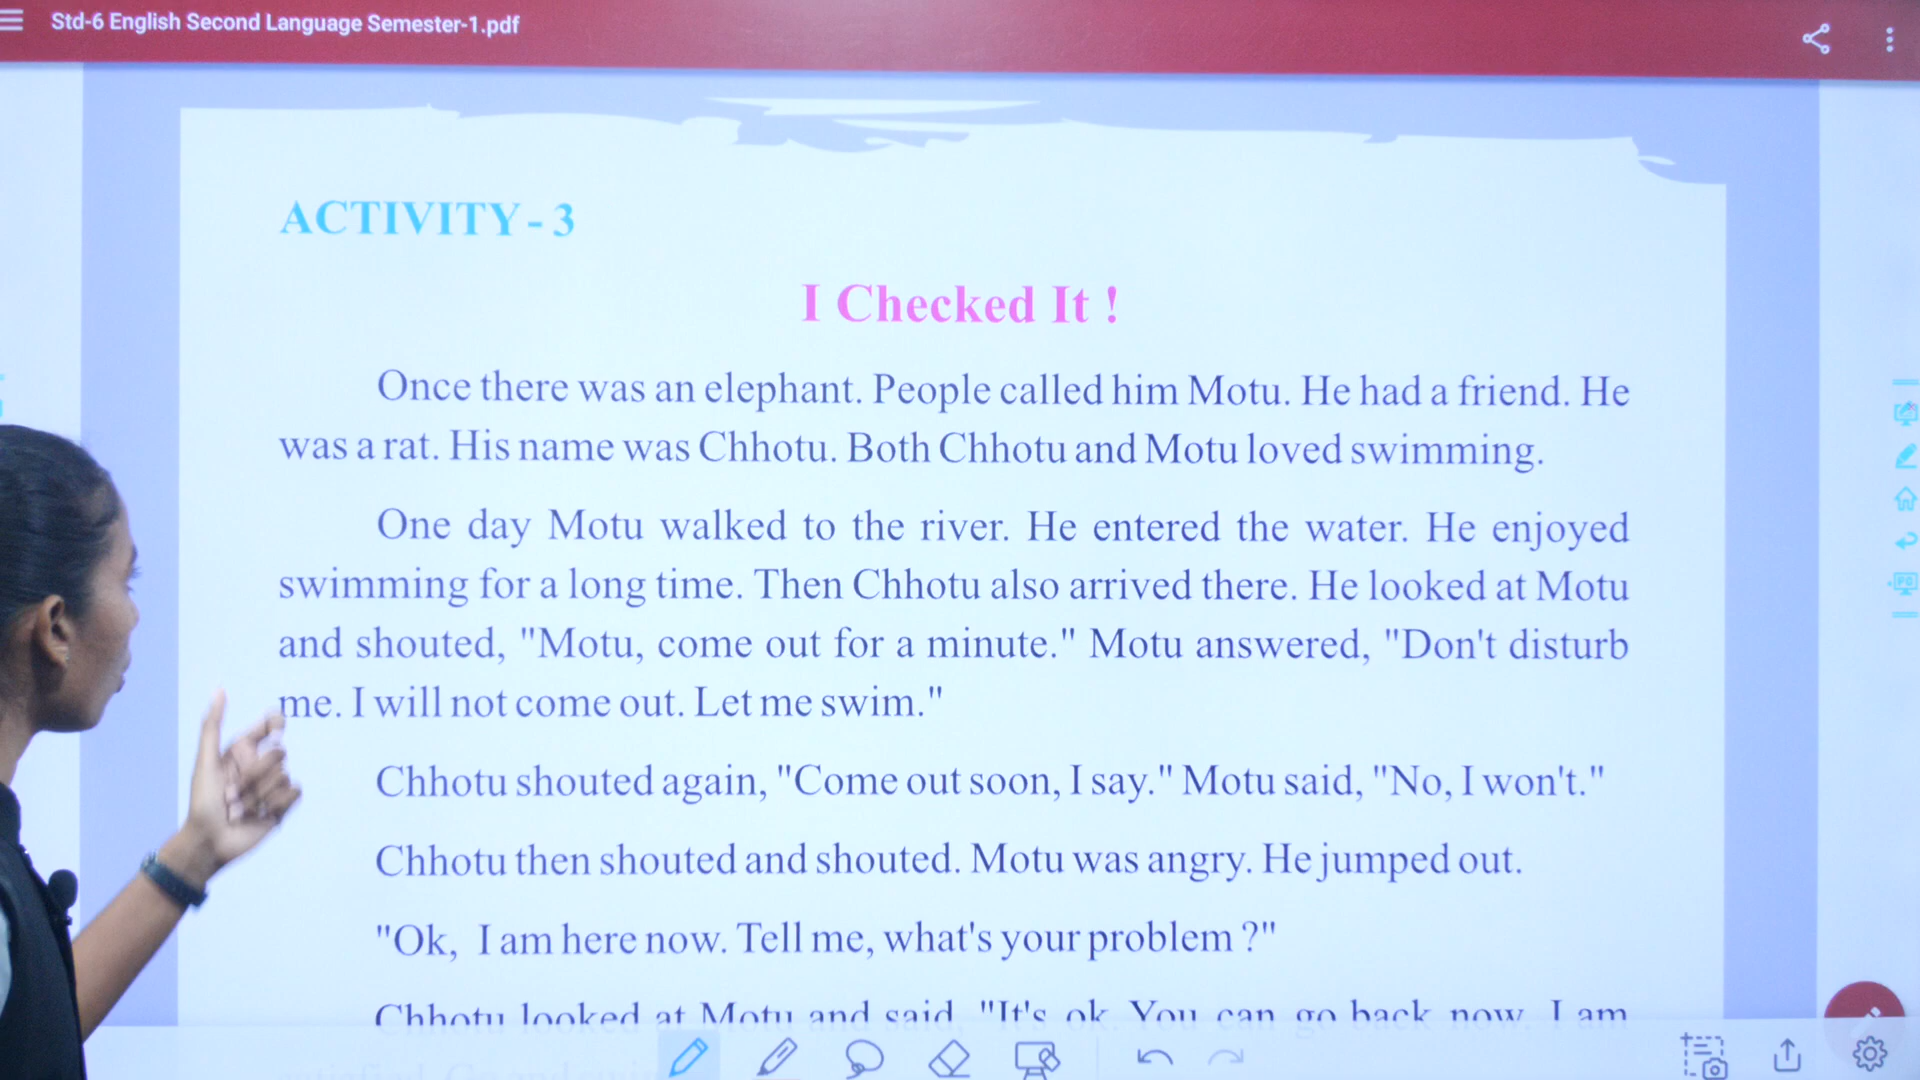 Std-6 English Second Language Semester-1.pdf
ACTIVITY - 3
I Checked It !
Once there was an elephant. People called him Motu. He had a friend. He
was a rat. His name was Chhotu. Both Chhotu and Motu loved swimming.
One day Motu walked to the river. He entered the water. He enjoyed
swimming for a long time. Then Chhotu also arrived there. He looked at Motu
and shouted, "Motu, come out for a minute." Motu answered, "Don't disturb
me. I will not come out. Let me swim."
Chhotu shouted again, "Come out soon, I say." Motu said, "No, I won't."
Chhotu then shouted and shouted. Motu was angry. He jumped out.
"Ok, I am here now. Tell me, what's your problem ?"
Chhotu looked at Motu and said, "It's ok. You can go back now. I am